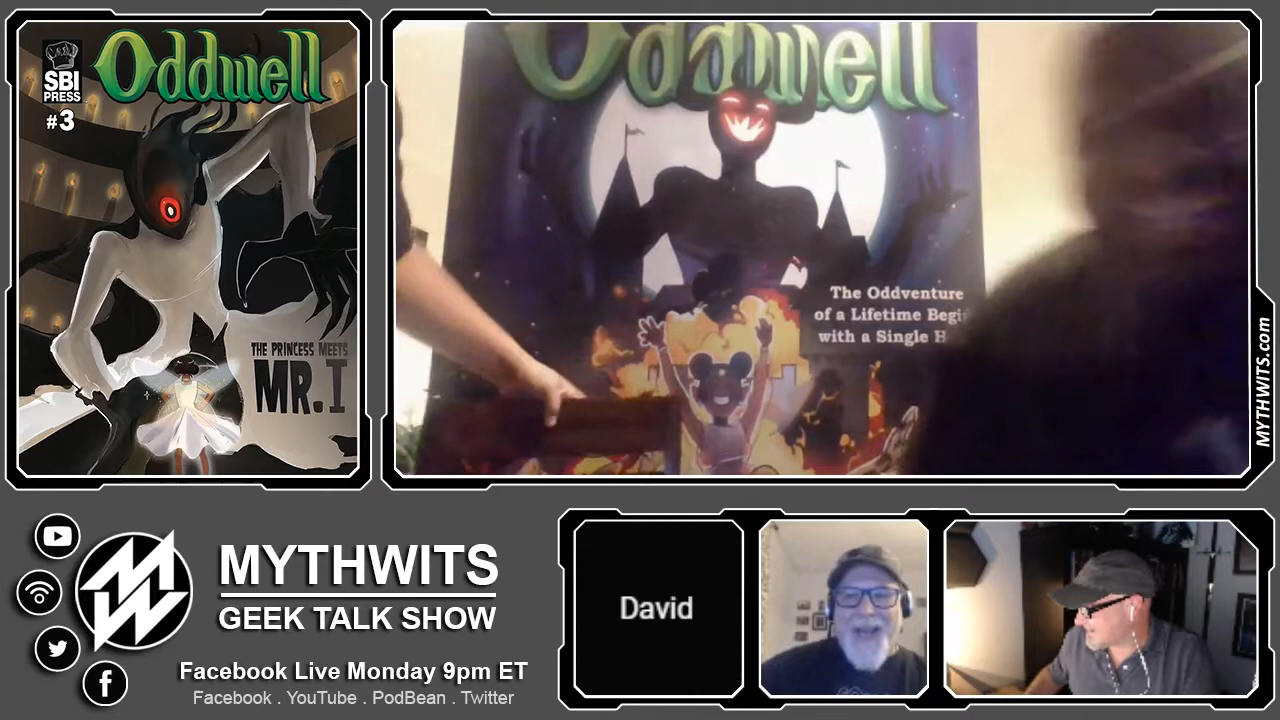 Oddwell
SBI
PRESS
#3
THE PRINCESS MEETS
MR. I
Oddwell
The Oddventure
of a Lifetime
with a Single
MYTHWITS.com
MYTHWITS
GEEK TALK SHOW
Facebook Live Monday 9pm ET
Facebook . YouTube . PodBean . Twitter
David